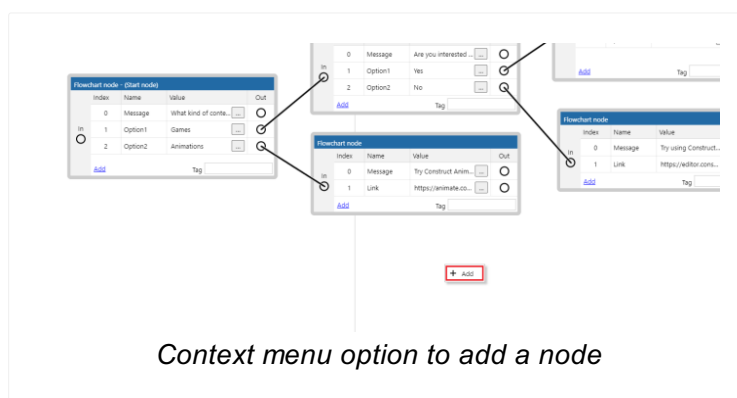 0 Message Are you interested ... ...
In
1 Option1 Yes ...
2 Option2 No ...
Add Tag
Add Tag
Flowchart node - (Start node)
Index Name Value Out
0 Message What kind of conte... ...
In
1 Option1 Games ...
2 Option2 Animations ...
Add Tag
Flowchart node
Index Name Value Out
In
0 Message Try Construct Anim... ...
1 Link https://animate.co... ...
Add Tag
Flowchart node
Index Name Value
In
0 Message Try using Construct...
1 Link https://editor.cons...
Add Tag
+ Add
Context menu option to add a node